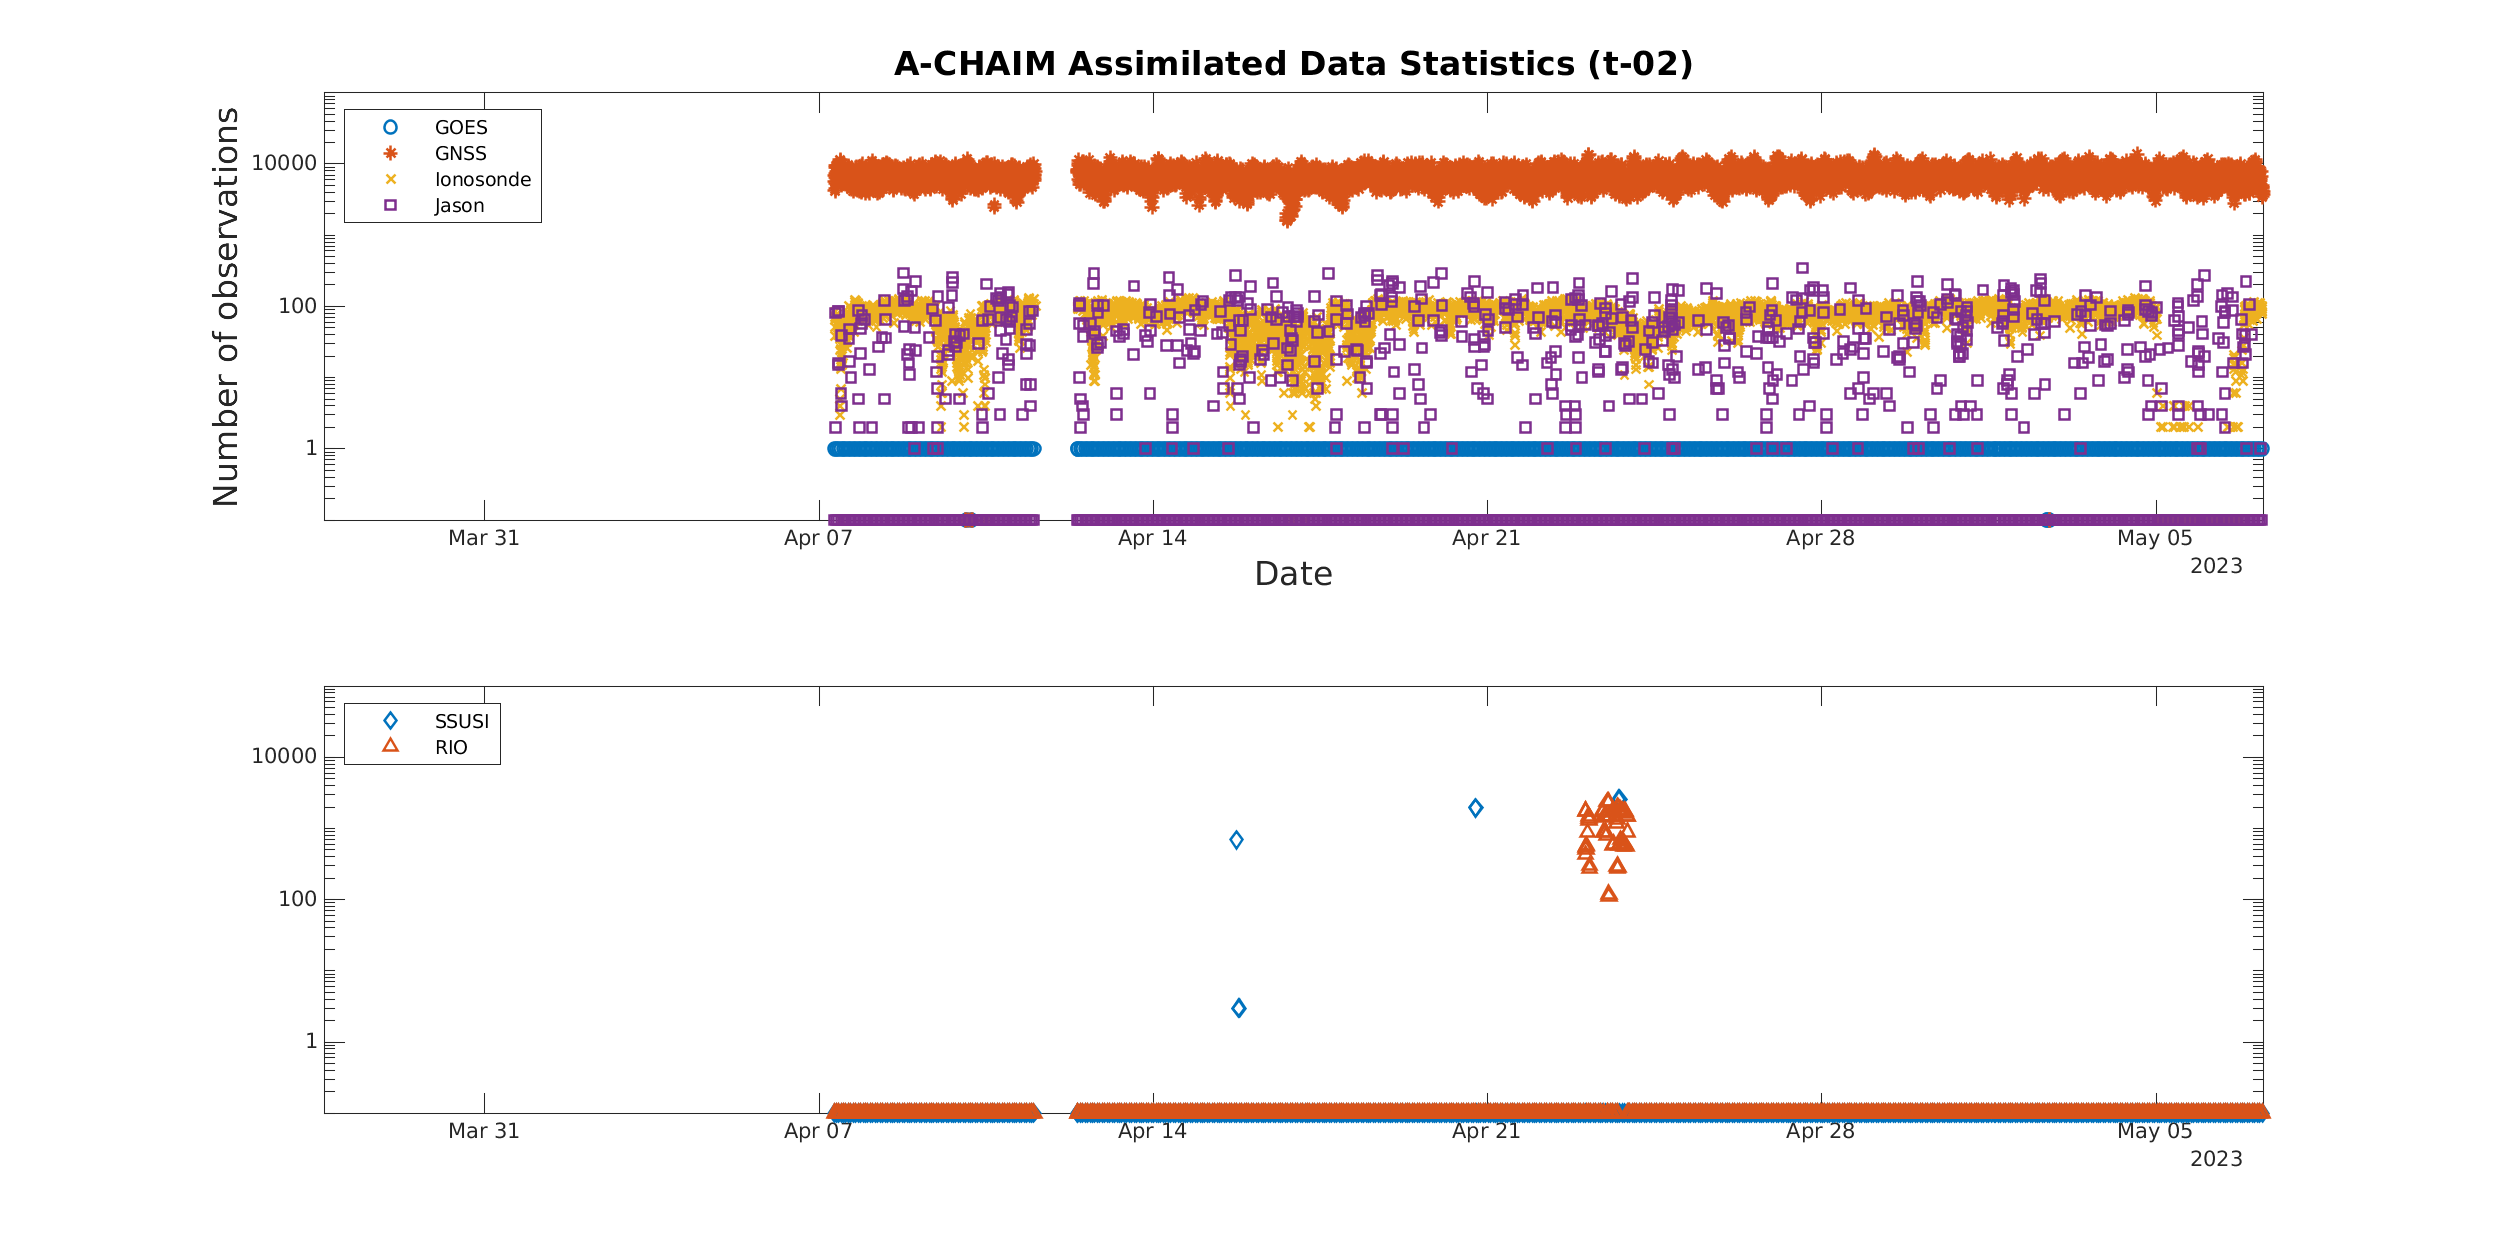 A-CHAIM Assimilated Data Statistics (t-02)
Number of observations
GOES
GNSS
Ionosonde
Jason
10000
100
1
Mar 31
Apr 07
Apr 14
Apr 21
Apr 28
May 05
2023
Date
SSUSI
RIO
10000
100
1
Mar 31
Apr 07
Apr 14
Apr 21
Apr 28
May 05
2023